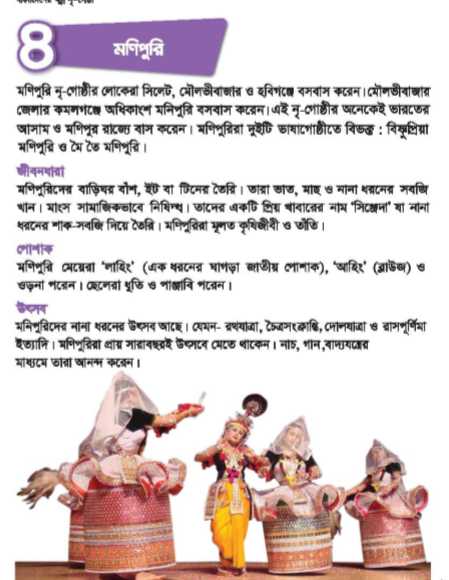 ৪
মণিপুরি
মণিপুরি নৃ-গোষ্ঠীর লোকেরা সিলেট, মৌলভীবাজার ও হবিগঞ্জে বসবাস করেন। মৌলভীবাজার
জেলার কমলগঞ্জে অধিকাংশ মনিপুরি বসবাস করেন। এই নৃ-গোষ্ঠীর অনেকেই ভারতের
আসাম ও মণিপুর রাজ্যে বাস করেন। মণিপুরিরা দুইটি ভাষাগোষ্ঠীতে বিভক্ত : বিষ্ণুপ্রিয়া
মণিপুরি ও মৈ তৈ মণিপুরি।
জীবনধারা
মণিপুরিদের বাড়িঘর বাঁশ, ইট বা টিনের তৈরি। তারা ভাত, মাছ ও নানা ধরনের সবজি
খান। মাংস সামাজিকভাবে নিষিদ্ধ। তাদের একটি প্রিয় খাবারের নাম ‘সিঞ্জেদা’ যা নানা
ধরনের শাক-সবজি দিয়ে তৈরি। মণিপুরিরা মূলত কৃষিজীবী ও তাঁতি।
পোশাক
মণিপুরি মেয়েরা ‘লাহিং’ (এক ধরনের ঘাগড়া জাতীয় পোশাক), ‘আহিং’ (ব্লাউজ) ও
ওড়না পরেন। ছেলেরা ধুতি ও পাঞ্জাবি পরেন।
উৎসব
মনিপুরিদের নানা ধরনের উৎসব আছে। যেমন- রথযাত্রা, চৈত্রসংক্রান্তি, দোলযাত্রা ও রাসপূর্ণিমা
ইত্যাদি। মণিপুরিরা প্রায় সারাবছরই উৎসবে মেতে থাকেন। নাচ, গান,বাদ্যযন্ত্রের
মাধ্যমে তারা আনন্দ করেন।